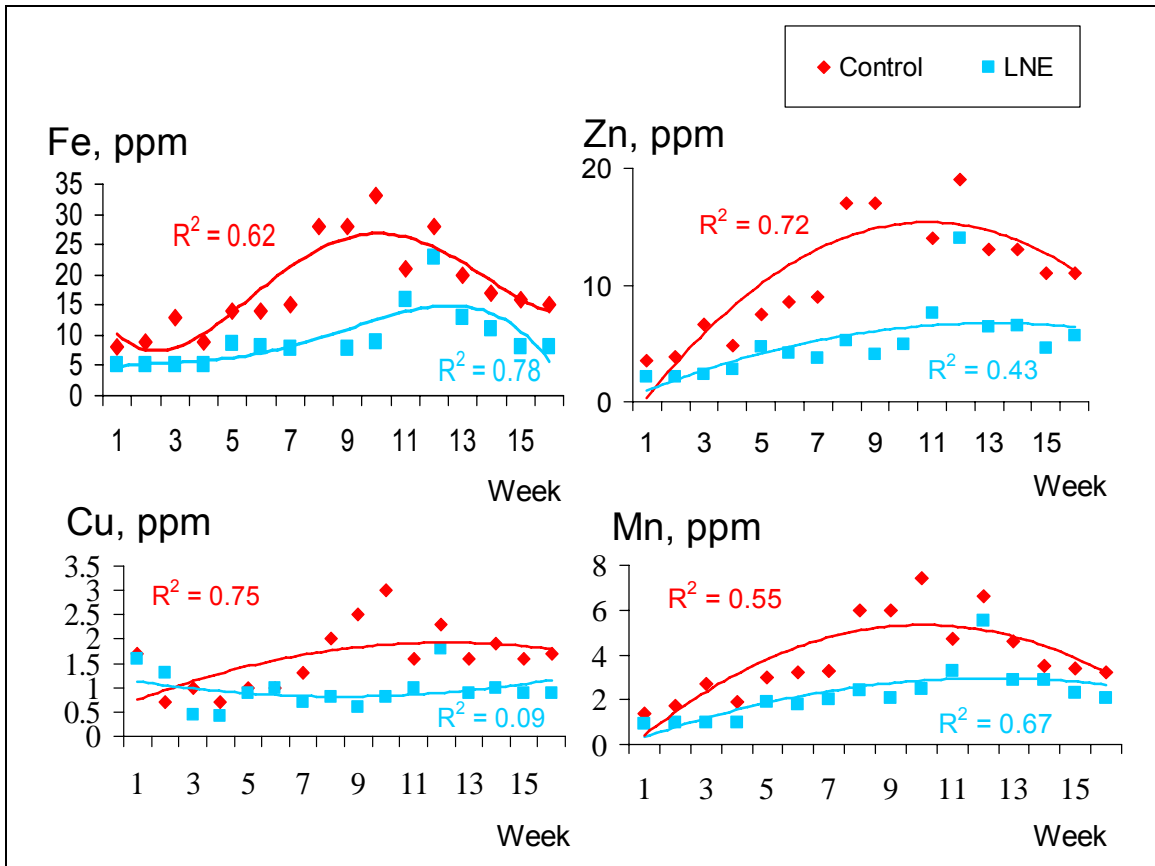 Control LNE
Fe, ppm
35
30
25
20
15
10
5
0
R² = 0.62
R² = 0.78
1 3 5 7 9 11 13 15
Week
Zn, ppm
20
10
0
R² = 0.72
R² = 0.43
1 3 5 7 9 11 13 15
Week
Cu, ppm
3.5
3
2.5
2
1.5
1
0.5
0
R² = 0.75
R² = 0.09
1 3 5 7 9 11 13 15
Week
Mn, ppm
8
6
4
2
0
R² = 0.55
R² = 0.67
1 3 5 7 9 11 13 15
Week